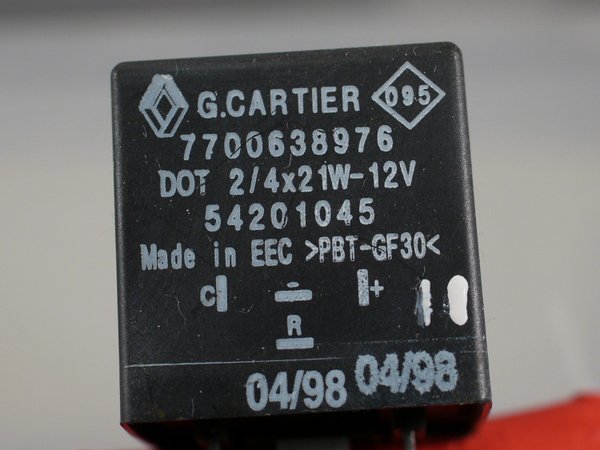 G.CARTIER 095
7700638976
DOT 2/4x21W-12V
54201045
Made in EEC >PBT-GF30<
C - +
R
04/98 04/98